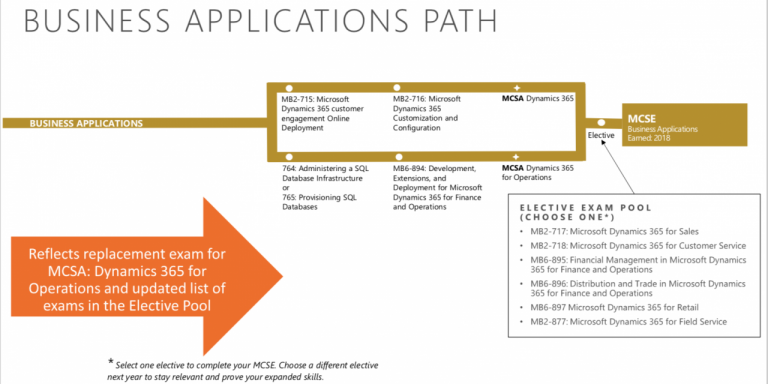 BUSINESS APPLICATIONS PATH
BUSINESS APPLICATIONS
MB2-715: Microsoft
Dynamics 365 customer
engagement Online
Deployment
MB2-716: Microsoft
Dynamics 365
Customization and
Configuration
MCSA Dynamics 365
764: Administering a SQL
Database Infrastructure
or
765: Provisioning SQL
Databases
MB6-894: Development,
Extensions, and
Deployment for Microsoft
Dynamics 365 for Finance
and Operations
MCSA Dynamics 365
for Operations
Elective
MCSE
Business Applications
Earned: 2018
ELECTIVE EXAM POOL
(CHOOSE ONE*)
• MB2-717: Microsoft Dynamics 365 for Sales
• MB2-718: Microsoft Dynamics 365 for Customer Service
• MB6-895: Financial Management in Microsoft Dynamics
365 for Finance and Operations
• MB6-896: Distribution and Trade in Microsoft Dynamics
365 for Finance and Operations
• MB6-897 Microsoft Dynamics 365 for Retail
• MB2-877: Microsoft Dynamics 365 for Field Service
Reflects replacement exam for
MCSA: Dynamics 365 for
Operations and updated list of
exams in the Elective Pool
* Select one elective to complete your MCSE. Choose a different elective
next year to stay relevant and prove your expanded skills.